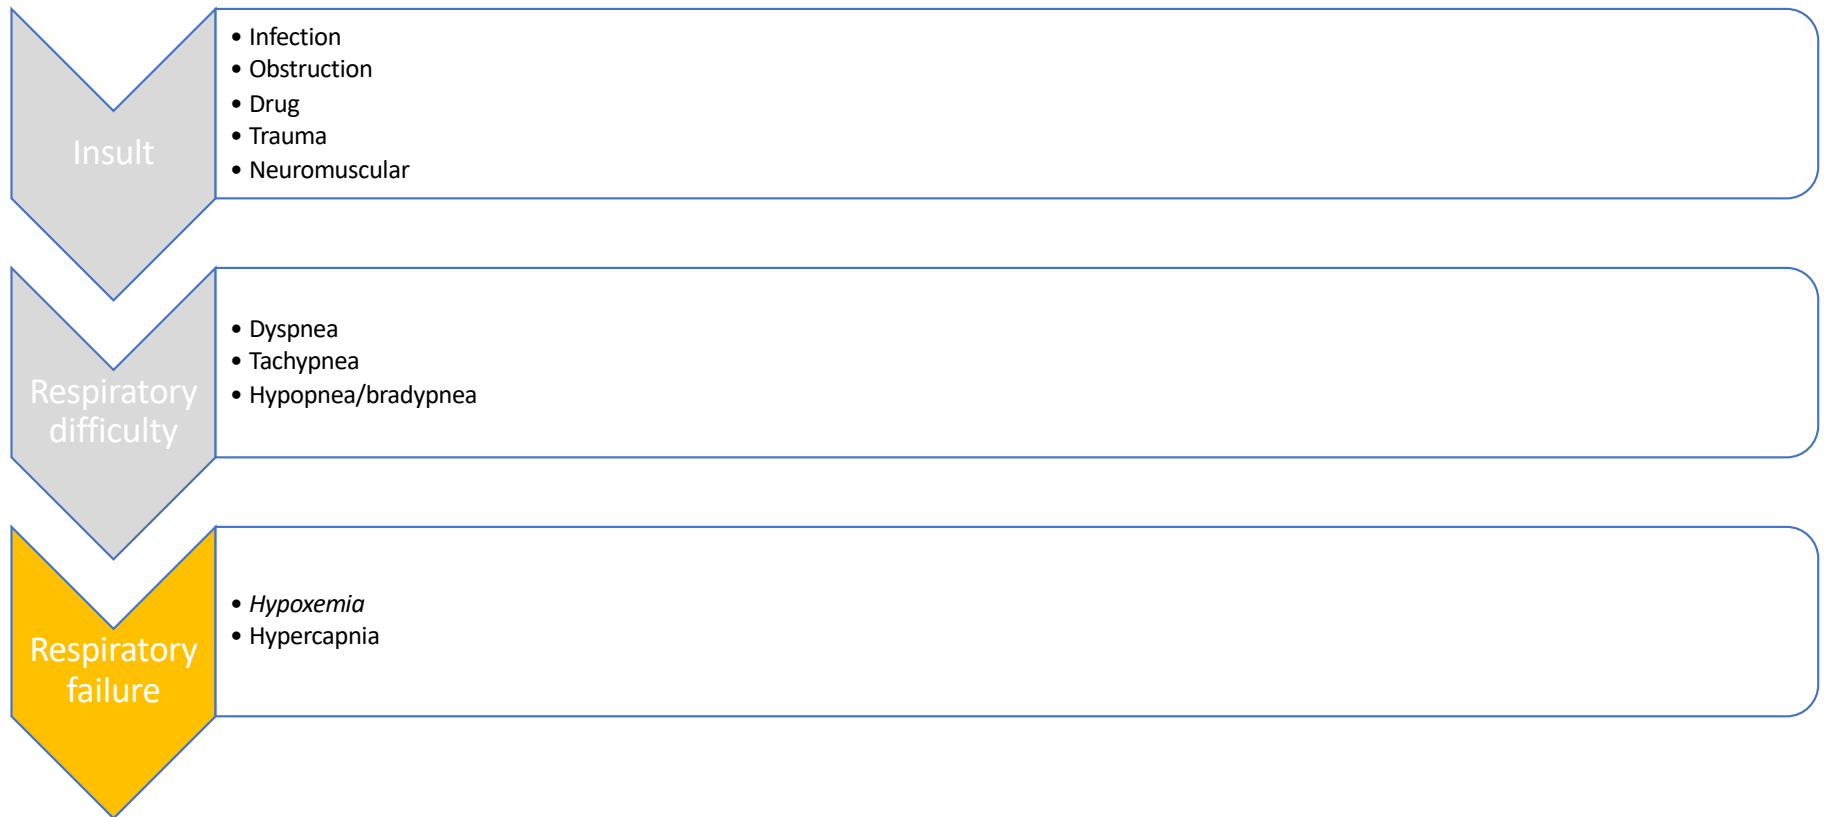 Insult
• Infection
• Obstruction
• Drug
• Trauma
• Neuromuscular
Respiratory
difficulty
• Dyspnea
• Tachypnea
• Hypopnea/bradypnea
Respiratory
failure
• Hypoxemia
• Hypercapnia